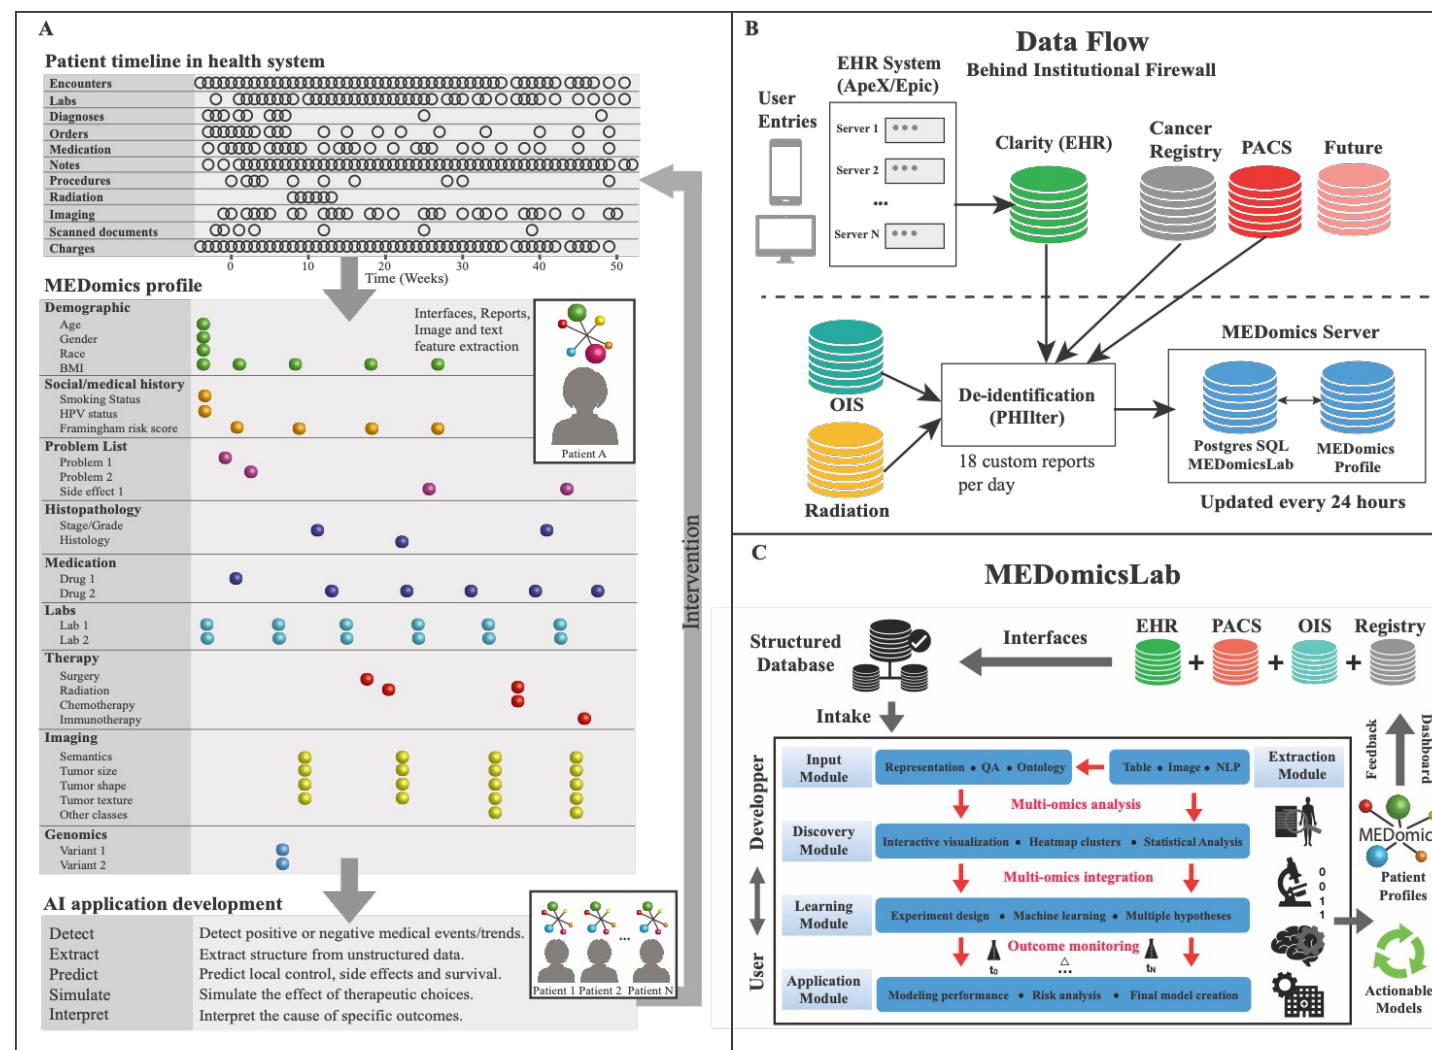 A
Patient timeline in health system
Encounters
Labs
Diagnoses
Orders
Medication
Notes
Procedures
Radiation
Imaging
Scanned documents
Charges
0 10 20 30 40 50
Time (Weeks)
MEDomics profile
Demographic
Age
Gender
Race
BMI
Social/medical history
Smoking Status
HPV status
Framingham risk score
Problem List
Problem 1
Problem 2
Side effect 1
Histopathology
Stage/Grade
Histology
Medication
Drug 1
Drug 2
Labs
Lab 1
Lab 2
Therapy
Surgery
Radiation
Chemotherapy
Immunotherapy
Imaging
Semantics
Tumor size
Tumor shape
Tumor texture
Other classes
Genomics
Variant 1
Variant 2
Interfaces, Reports,
Image and text
feature extraction
Patient A
Intervention
AI application development
Detect Detect positive or negative medical events/trends.
Extract Extract structure from unstructured data.
Predict Predict local control, side effects and survival.
Simulate Simulate the effect of therapeutic choices.
Interpret Interpret the cause of specific outcomes.
...
Patient 1 Patient 2 Patient N
B
Data Flow
Behind Institutional Firewall
EHR System
(ApeX/Epic)
User
Entries
Server 1
Server 2
...
Server N
Clarity (EHR)
Cancer
Registry
PACS
Future
OIS
Radiation
De-identification
(PHIlter)
18 custom reports
per day
MEDomics Server
Postgres SQL
MEDomicsLab
MEDomics
Profile
Updated every 24 hours
C
MEDomicsLab
Structured
Database
Interfaces
EHR + PACS + OIS + Registry
Intake
Developper
User
Input
Module
Representation • QA • Ontology
Table • Image • NLP
Extraction
Module
Multi-omics analysis
Discovery
Module
Interactive visualization • Heatmap clusters • Statistical Analysis
Multi-omics integration
Learning
Module
Experiment design • Machine learning • Multiple hypotheses
Outcome monitoring
t0 △ ... tN
Application
Module
Modeling performance • Risk analysis • Final model creation
0
0
1
1
Feedback
Dashboard
MEDomic
Patient
Profiles
Actionable
Models